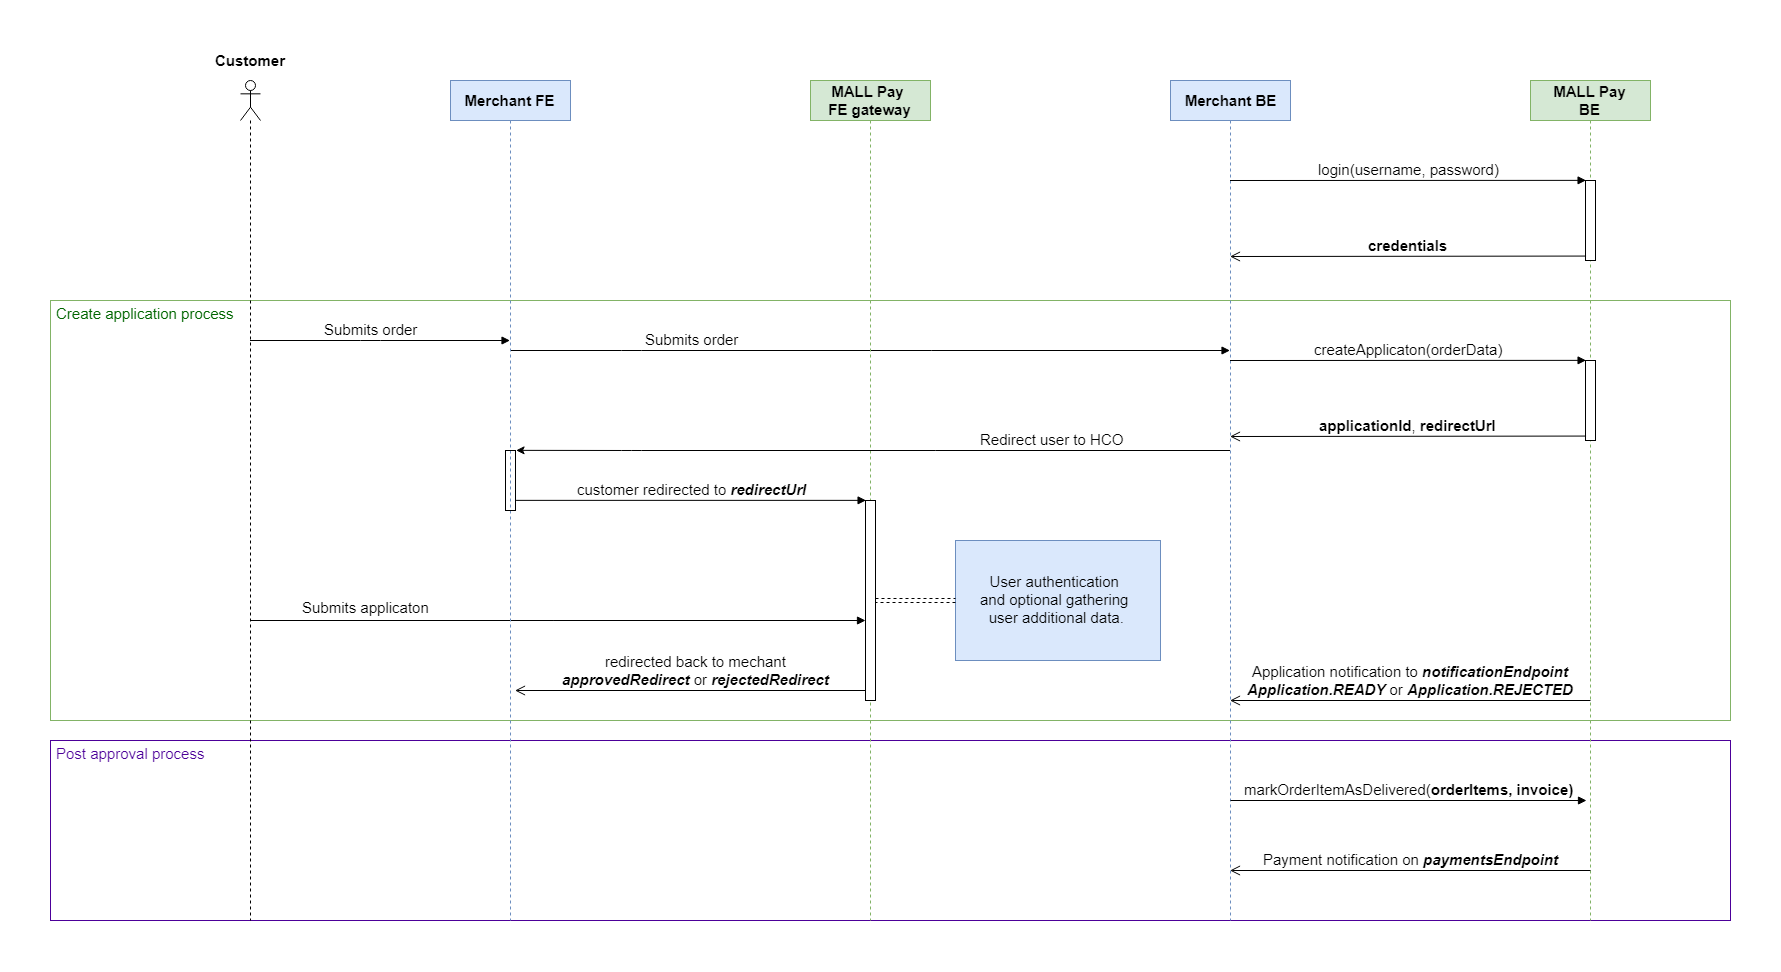 Customer
Merchant FE
MALL Pay
FE gateway
Merchant BE
MALL Pay
BE
login(username, password)
credentials
Create application process
Submits order
Submits order
createApplicaton(orderData)
applicationId, redirectUrl
Redirect user to HCO
customer redirected to redirectUrl
User authentication
and optional gathering
user additional data.
Submits applicaton
redirected back to mechant
approvedRedirect or rejectedRedirect
Application notification to notificationEndpoint
Application.READY or Application.REJECTED
Post approval process
markOrderItemAsDelivered(orderItems, invoice)
Payment notification on paymentsEndpoint